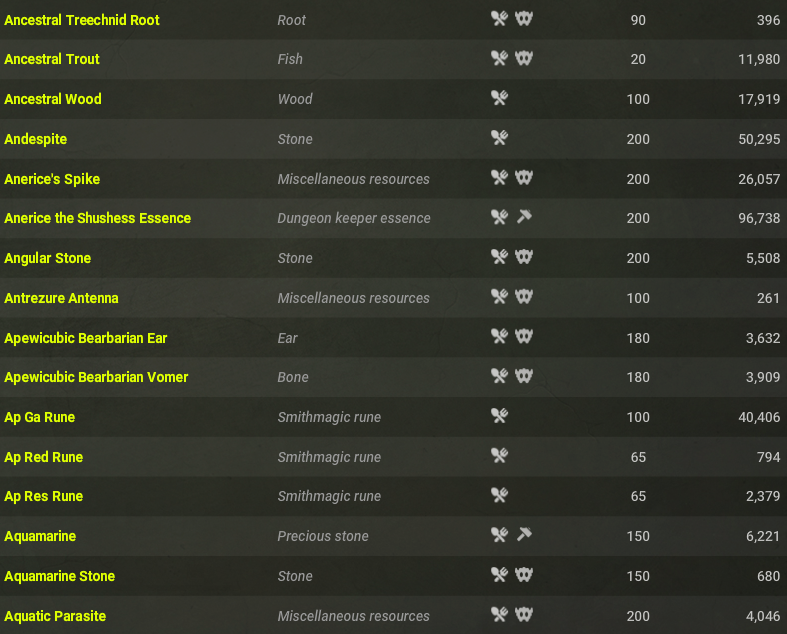 Ancestral Treechnid Root Root 90 396
Ancestral Trout Fish 20 11,980
Ancestral Wood Wood 100 17,919
Andespite Stone 200 50,295
Anerice's Spike Miscellaneous resources 200 26,057
Anerice the Shushess Essence Dungeon keeper essence 200 96,738
Angular Stone Stone 200 5,508
Antrezure Antenna Miscellaneous resources 100 261
Apewicubic Bearbarian Ear Ear 180 3,632
Apewicubic Bearbarian Vomer Bone 180 3,909
Ap Ga Rune Smithmagic rune 100 40,406
Ap Red Rune Smithmagic rune 65 794
Ap Res Rune Smithmagic rune 65 2,379
Aquamarine Precious stone 150 6,221
Aquamarine Stone Stone 150 680
Aquatic Parasite Miscellaneous resources 200 4,046